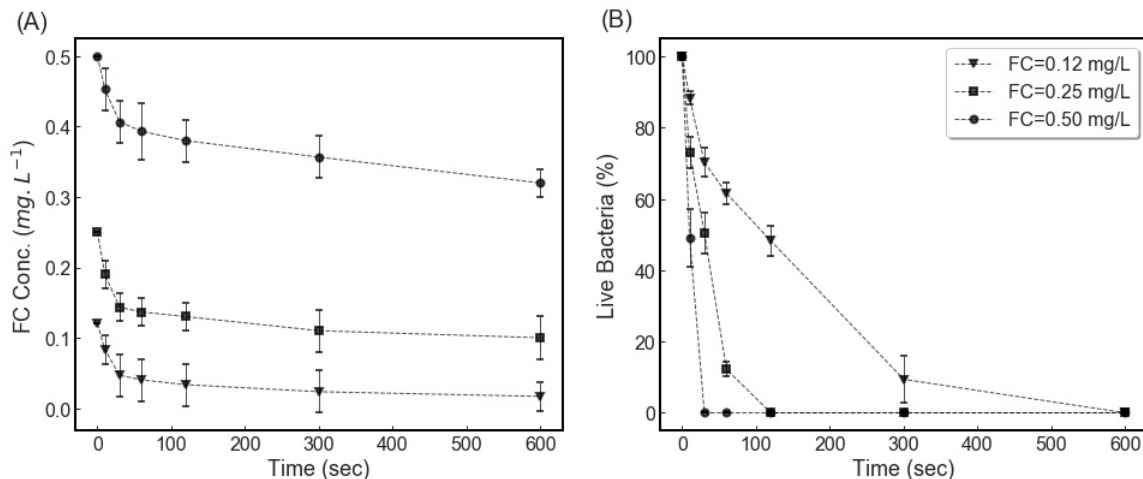 (A)
0.5
0.4
0.3
0.2
0.1
0.0
FC Conc. (mg. L⁻¹)
0 100 200 300 400 500 600
Time (sec)
(B)
100
80
60
40
20
0
Live Bacteria (%)
FC=0.12 mg/L
FC=0.25 mg/L
FC=0.50 mg/L
0 100 200 300 400 500 600
Time (sec)